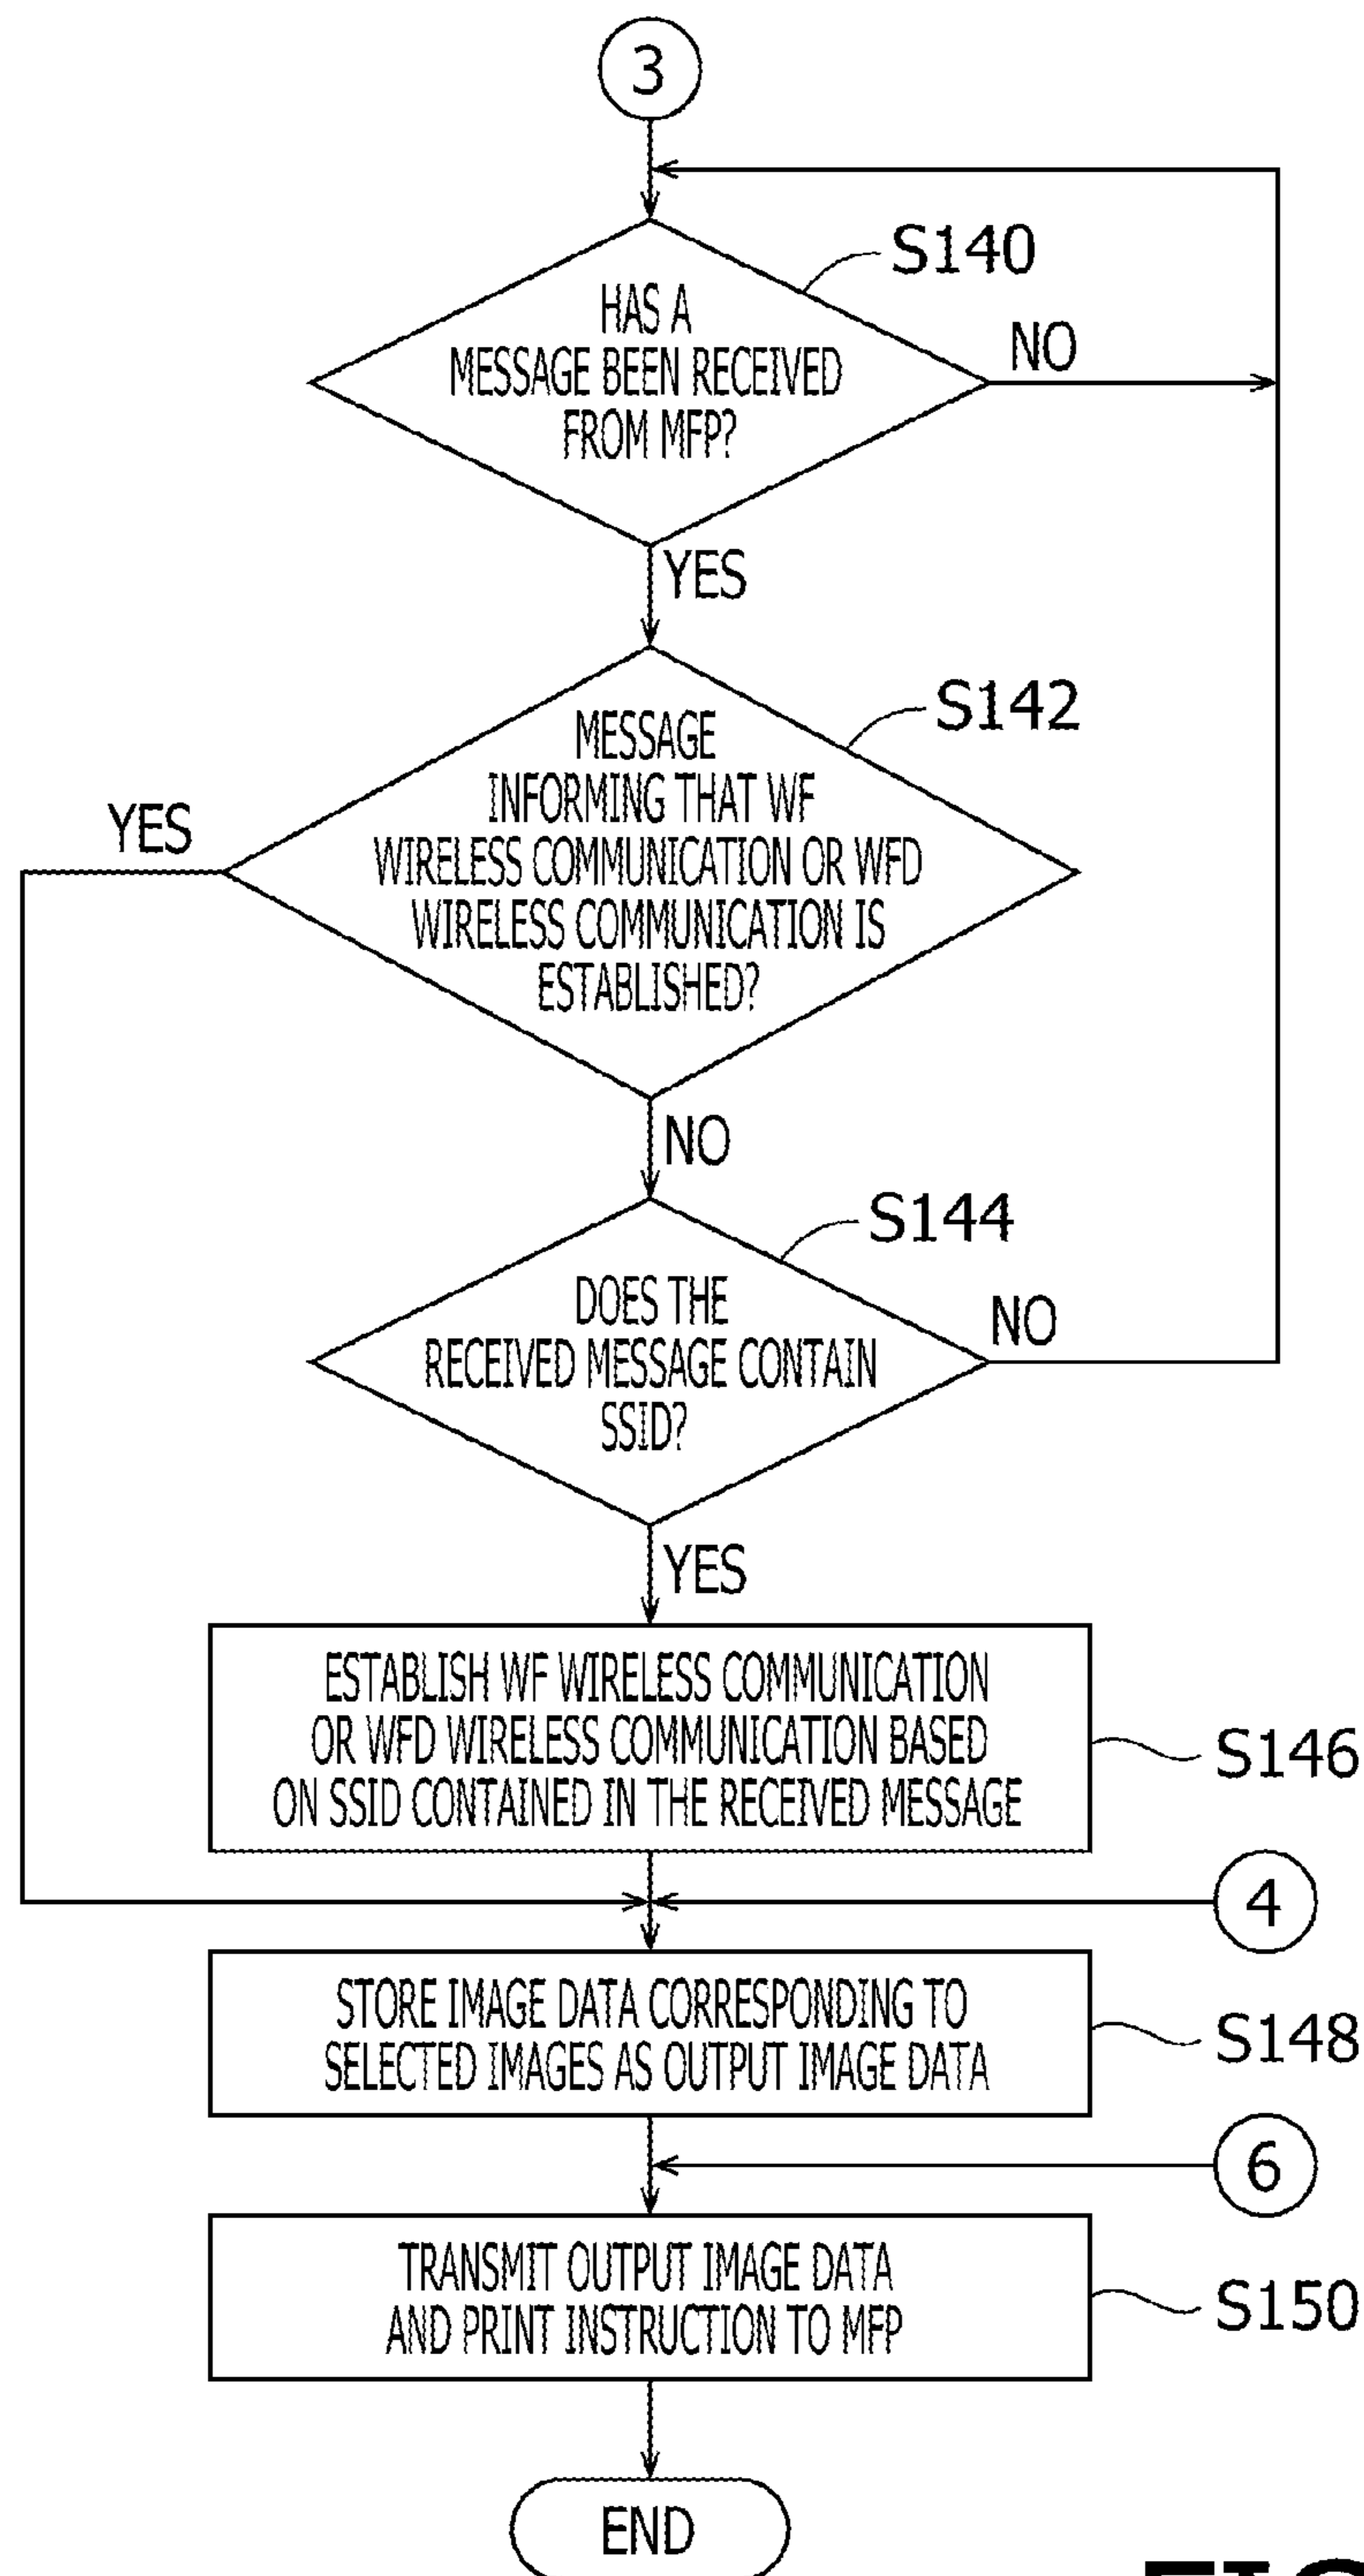 3
S140
HAS A
MESSAGE BEEN RECEIVED
FROM MFP?
NO
YES
S142
MESSAGE
INFORMING THAT WF
WIRELESS COMMUNICATION OR WFD
WIRELESS COMMUNICATION IS
ESTABLISHED?
YES
NO
S144
DOES THE
RECEIVED MESSAGE CONTAIN
SSID?
NO
YES
ESTABLISH WF WIRELESS COMMUNICATION
OR WFD WIRELESS COMMUNICATION BASED
ON SSID CONTAINED IN THE RECEIVED MESSAGE
S146
4
STORE IMAGE DATA CORRESPONDING TO
SELECTED IMAGES AS OUTPUT IMAGE DATA
S148
6
TRANSMIT OUTPUT IMAGE DATA
AND PRINT INSTRUCTION TO MFP
S150
END